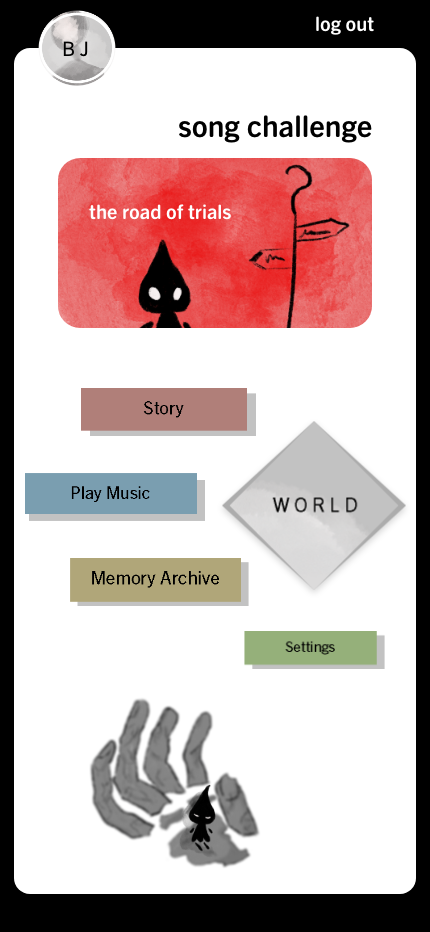 log out
B J
song challenge
the road of trials
Story
Play Music
WORLD
Memory Archive
Settings